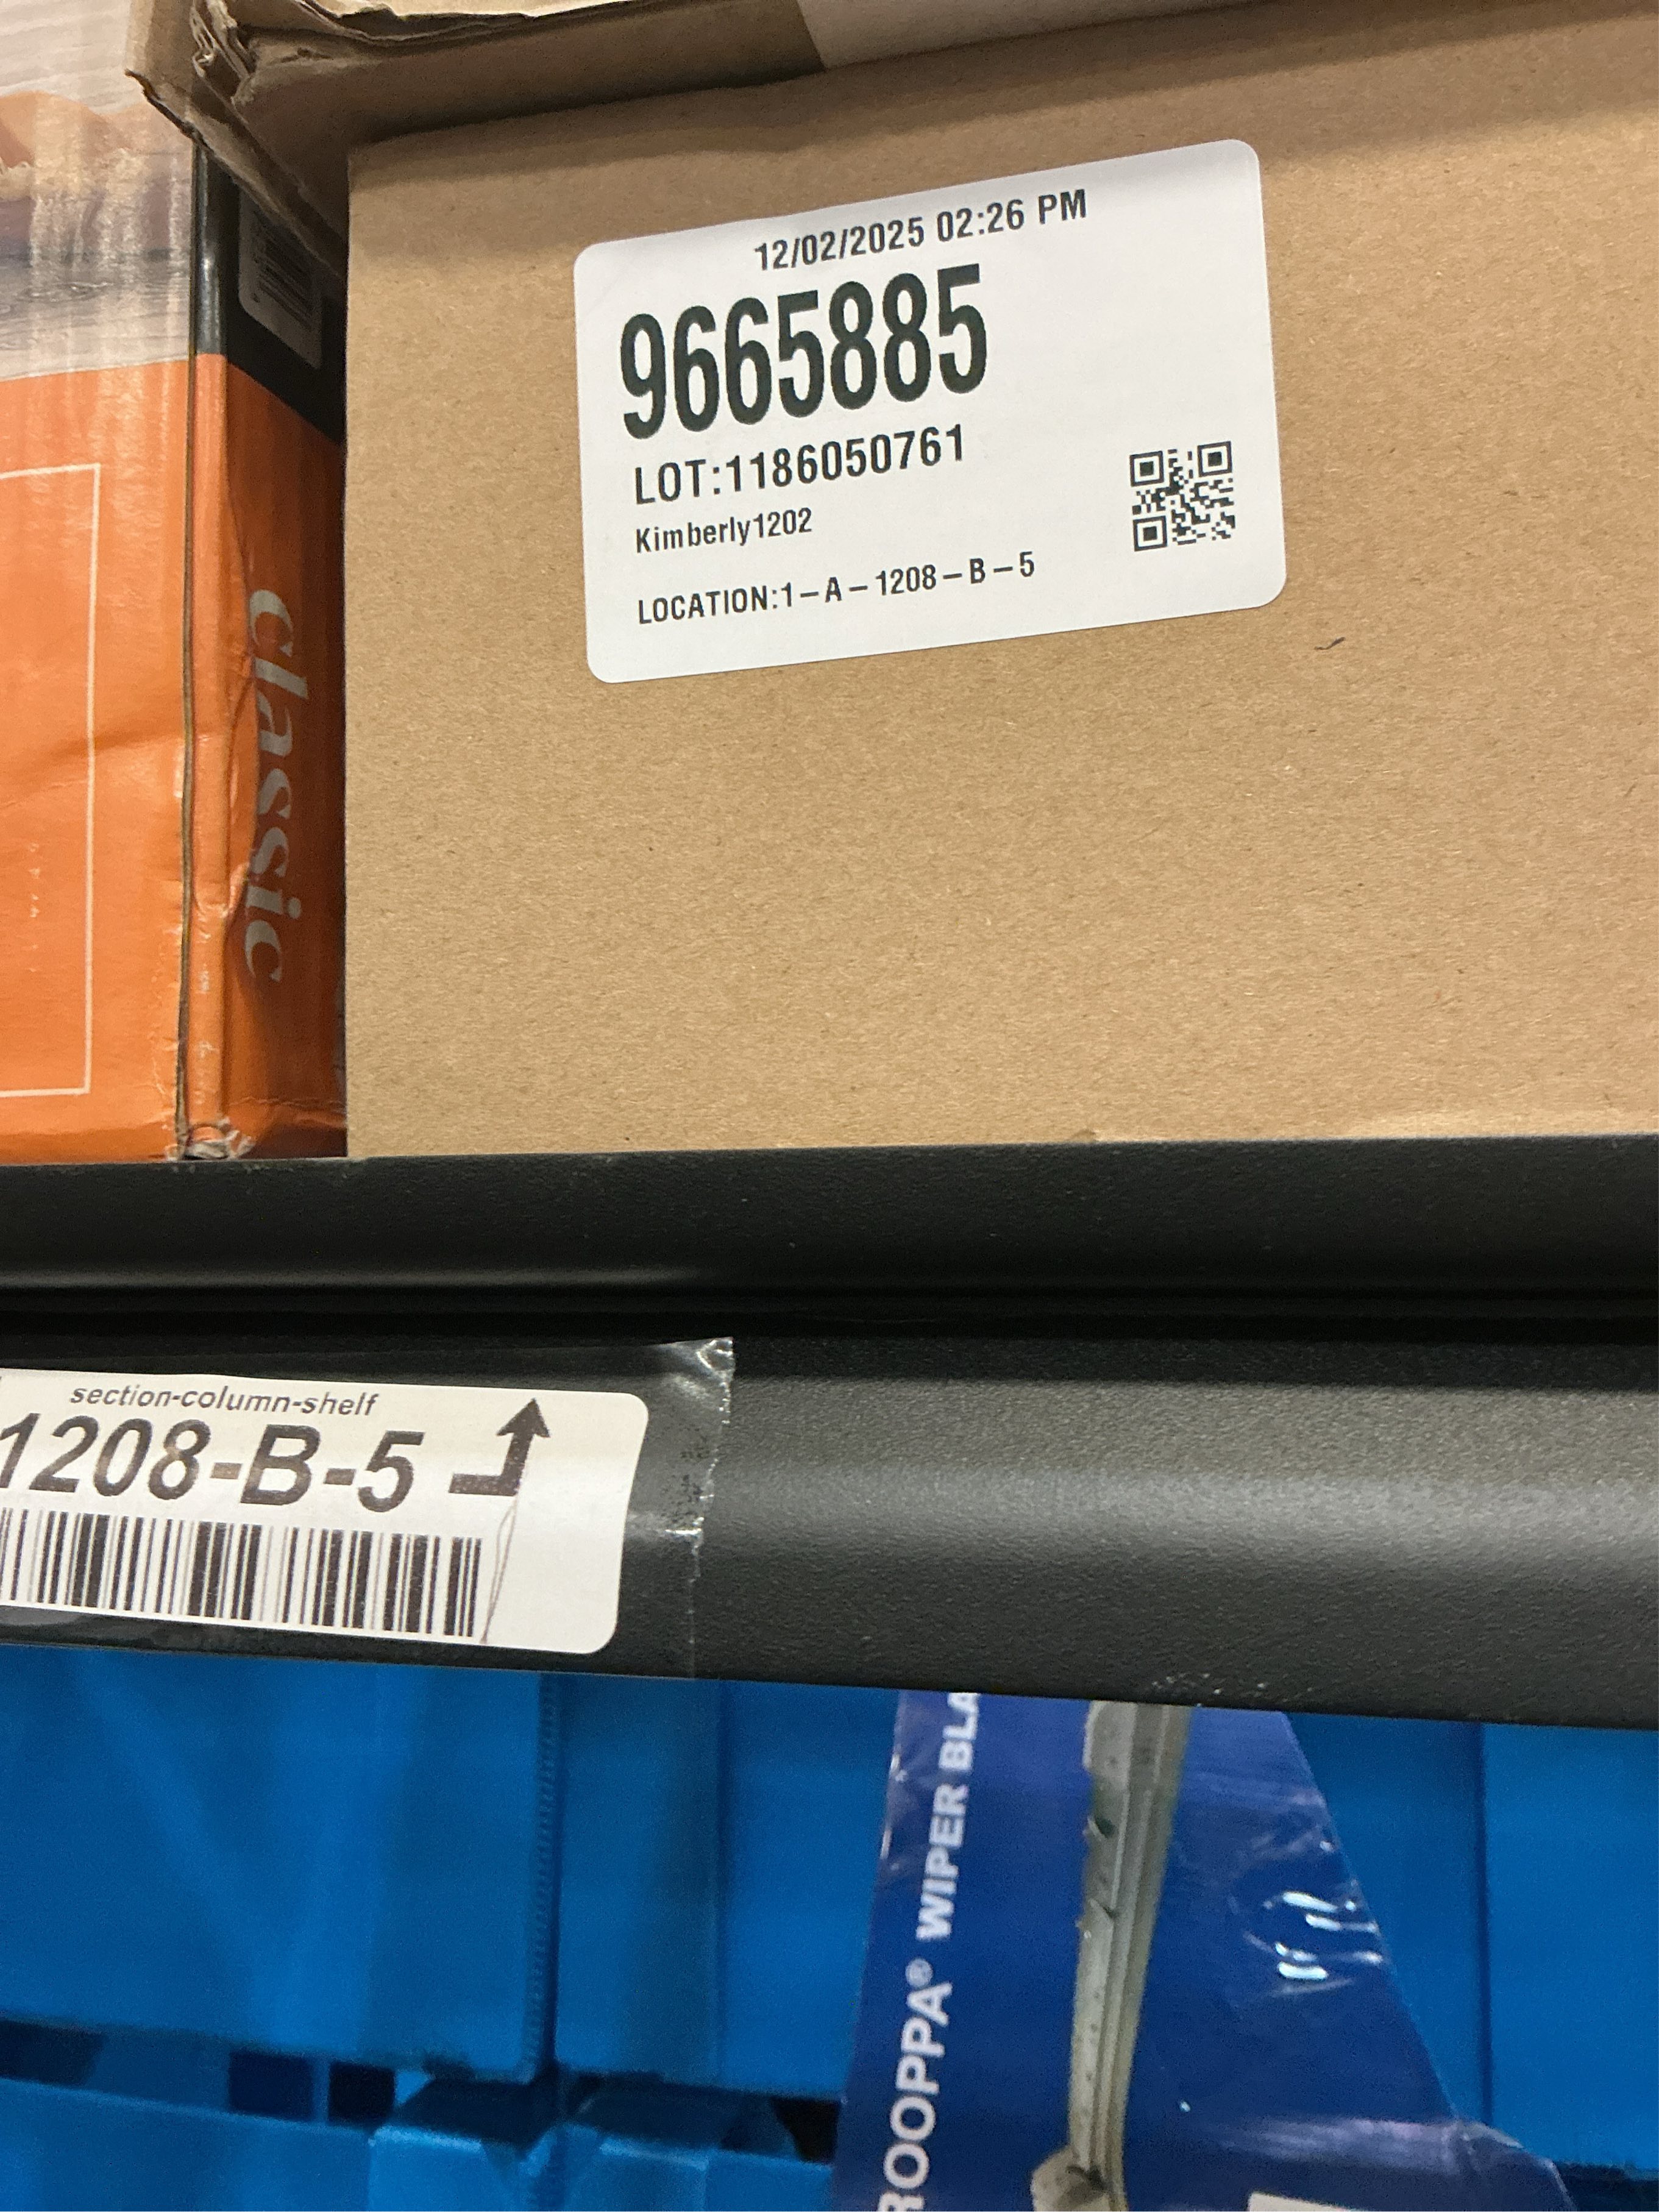 12/02/2025 02:26 PM
9665885
LOT:1186050761
Kimberly1202
LOCATION:1-A-1208-B-5
classic
section-column-shelf
1208-B-5
ROOPPA® WIPER BLA